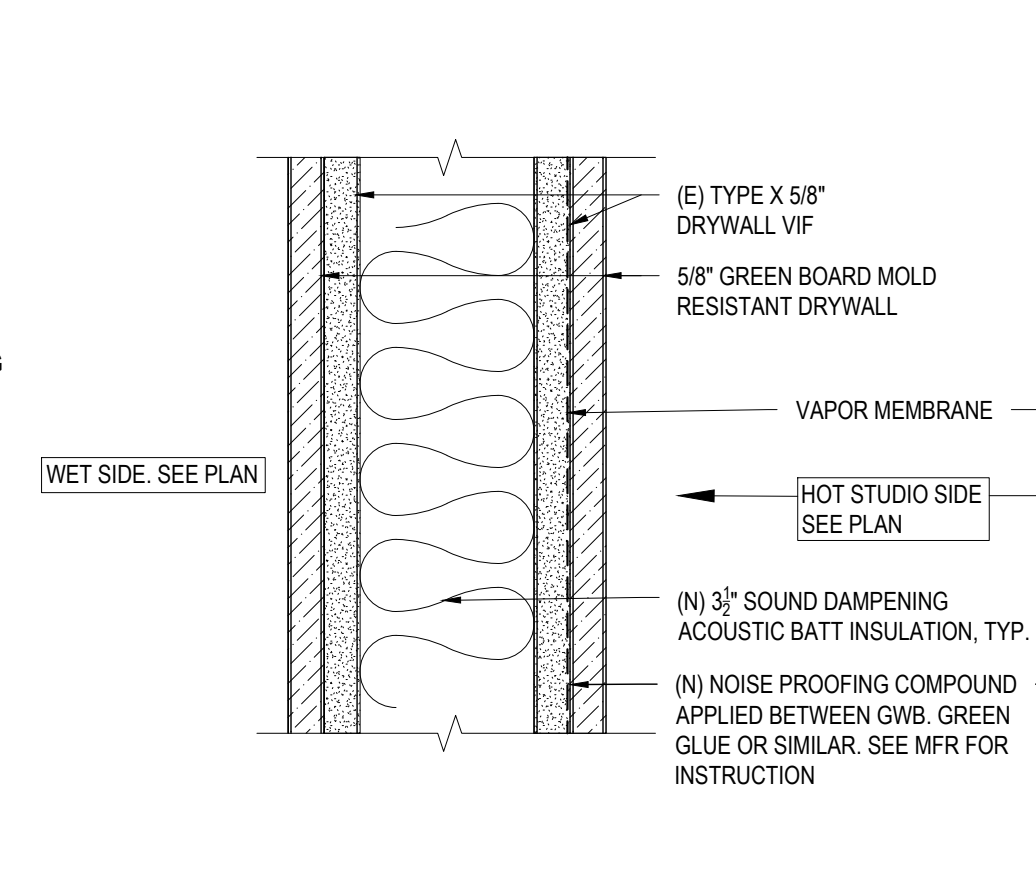 (E) TYPE X 5/8"
DRYWALL VIF
5/8" GREEN BOARD MOLD
RESISTANT DRYWALL
VAPOR MEMBRANE
WET SIDE. SEE PLAN
HOT STUDIO SIDE
SEE PLAN
(N) 3½" SOUND DAMPENING
ACOUSTIC BATT INSULATION, TYP.
(N) NOISE PROOFING COMPOUND
APPLIED BETWEEN GWB. GREEN
GLUE OR SIMILAR. SEE MFR FOR
INSTRUCTION